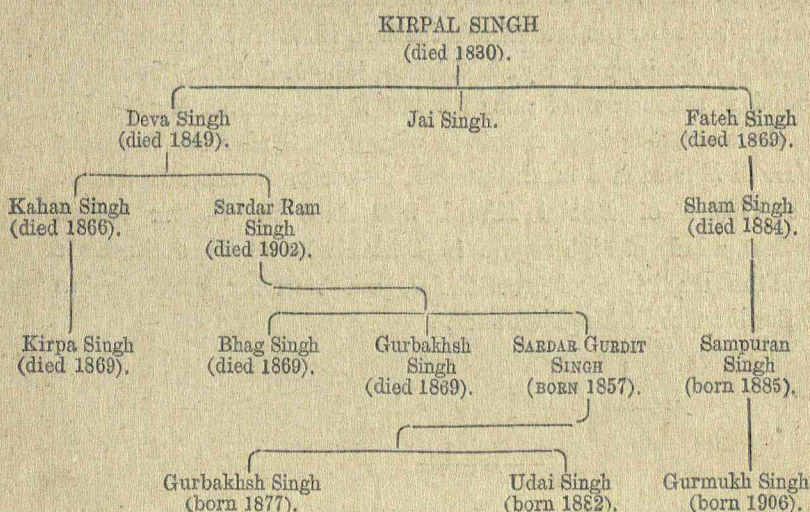 KIRPAL SINGH
(died 1830).
Deva Singh
(died 1849).
Jai Singh.
Fateh Singh
(died 1869).
Kahan Singh
(died 1866).
Sardar Ram
Singh
(died 1902).
Sham Singh
(died 1884).
Kirpa Singh
(died 1869).
Bhag Singh
(died 1869).
Gurbakhsh
Singh
(died 1869).
SARDAR GURDIT
SINGH
(BORN 1857).
Sampuran
Singh
(born 1885).
Gurbakhsh Singh
(born 1877).
Udai Singh
(born 1882).
Gurmukh Singh
(born 1906).